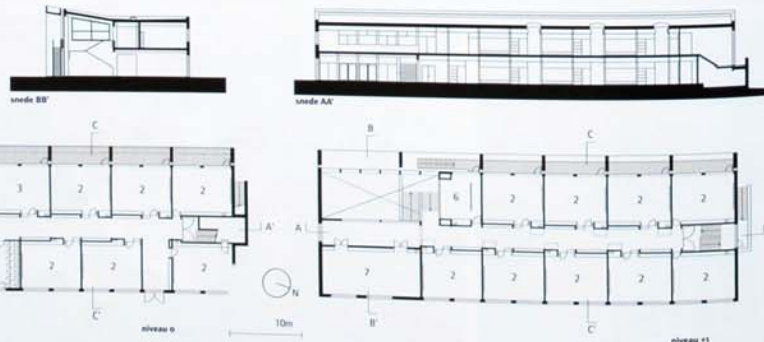 snede BB'
snede AA'
C
3 2 2 2
A'
2 2 2
C'
niveau 0
N
10m
B C
6 2 2 2 2
A
7 2 2 2 2 2
B' C'
niveau +1